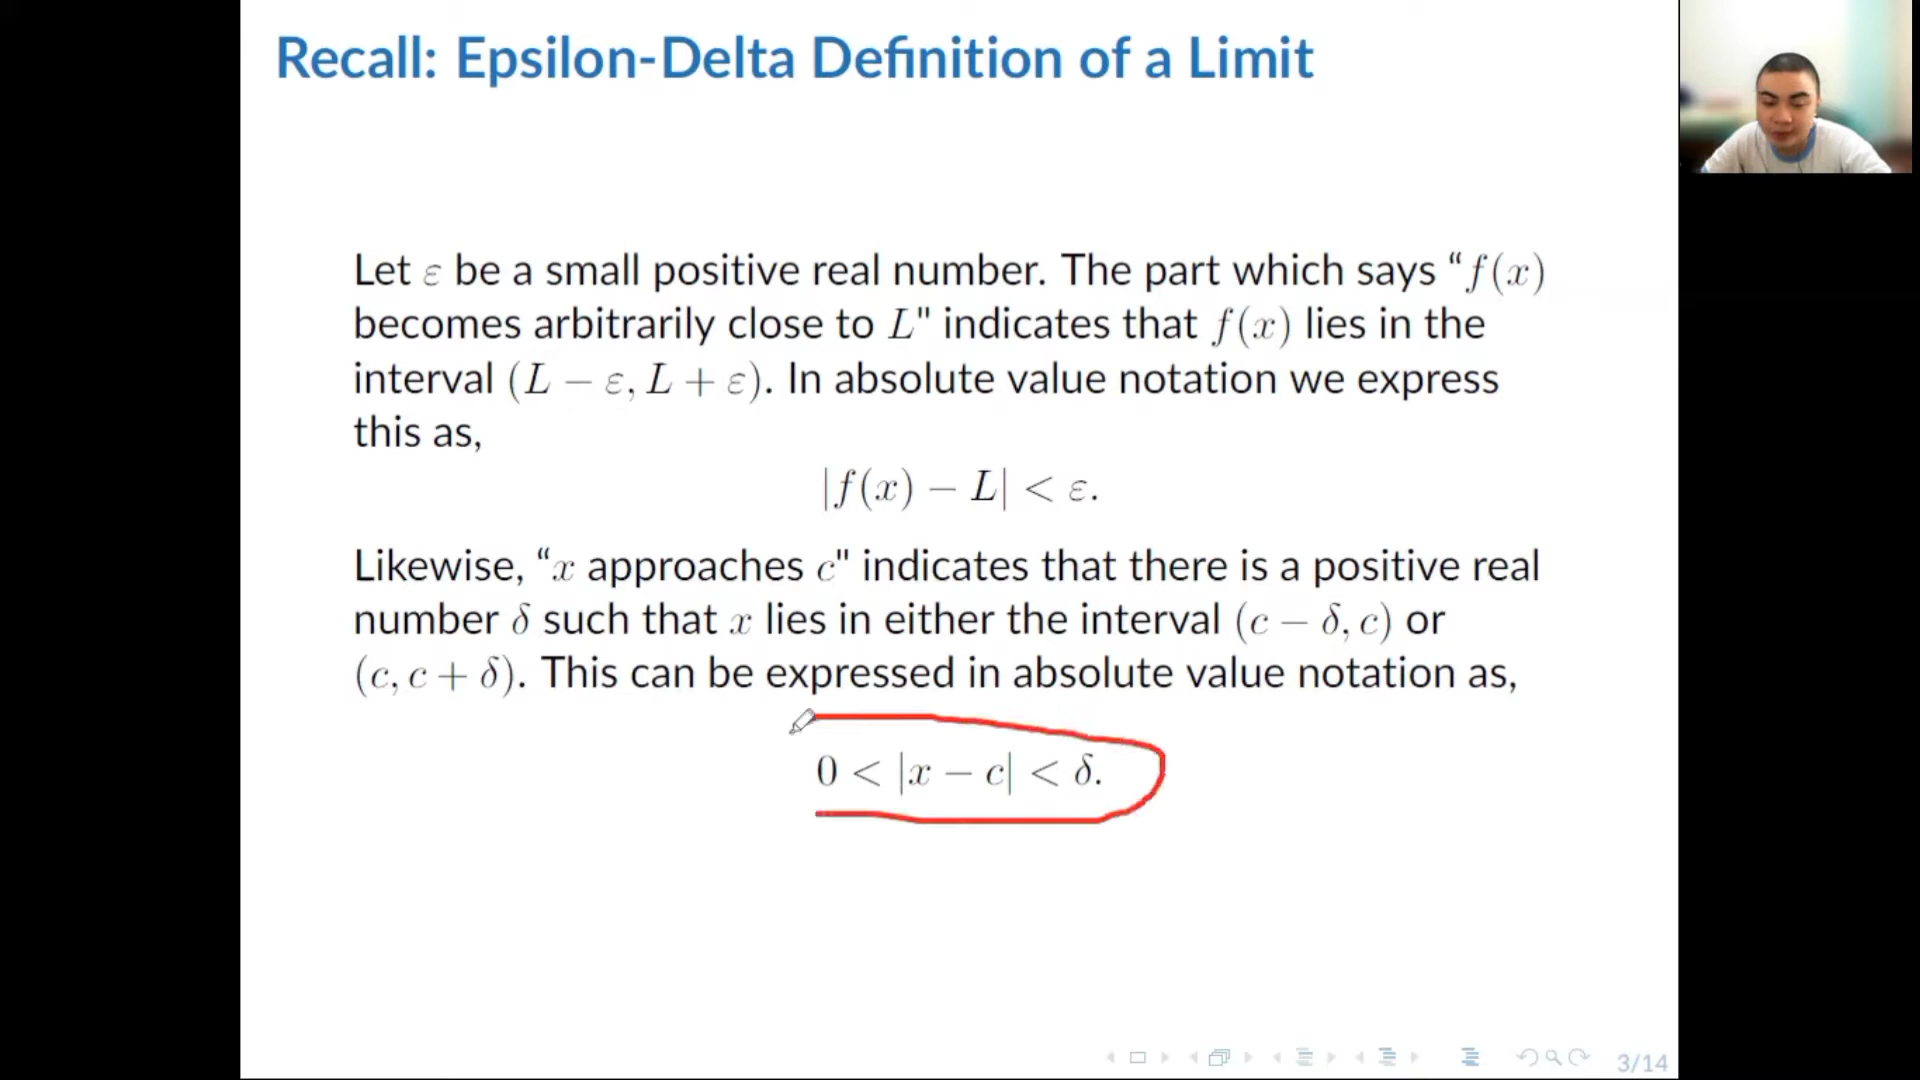 Recall: Epsilon-Delta Definition of a Limit
Let ε be a small positive real number. The part which says “f(x)
becomes arbitrarily close to L" indicates that f(x) lies in the
interval (L − ε, L + ε). In absolute value notation we express
this as,
|f(x) − L| < ε.
Likewise, “x approaches c" indicates that there is a positive real
number δ such that x lies in either the interval (c − δ, c) or
(c, c + δ). This can be expressed in absolute value notation as,
0 < |x − c| < δ.
3/14